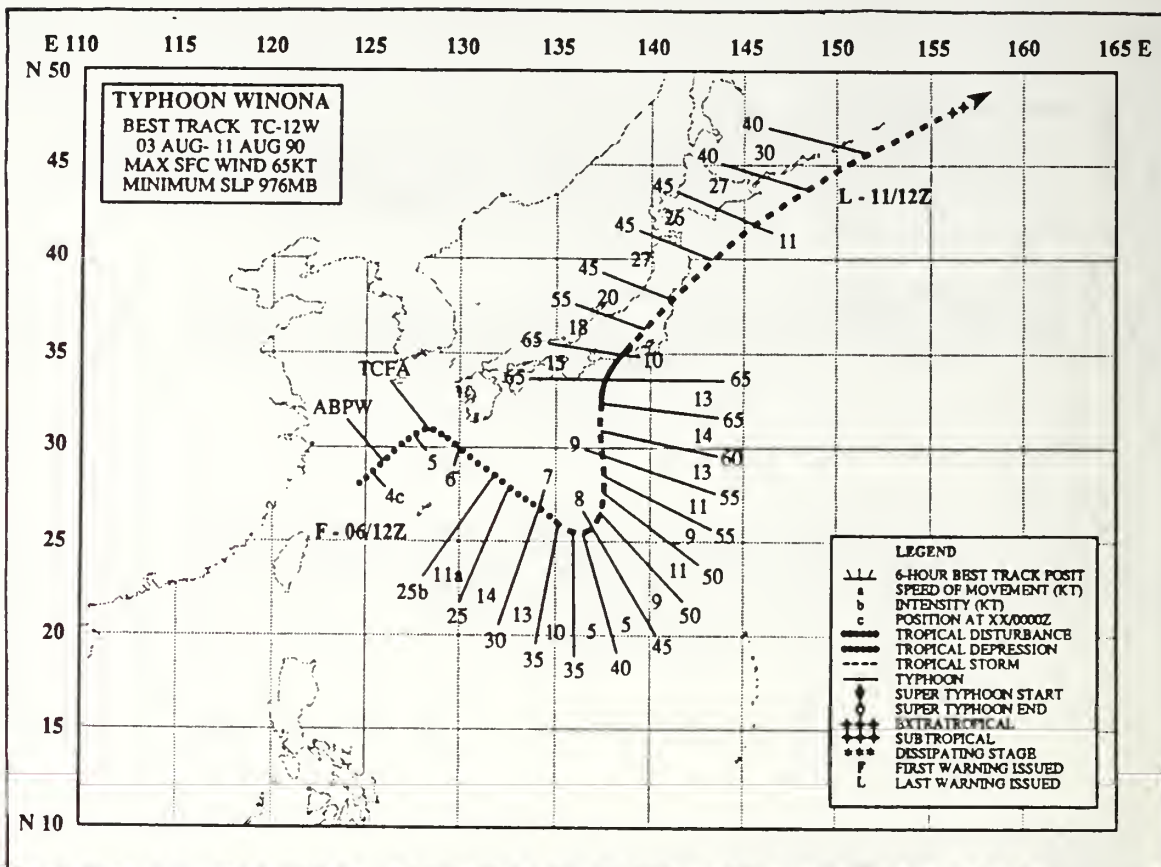 E 110 115 120 125 130 135 140 145 150 155 160 165 E
N 50
TYPHOON WINONA
BEST TRACK TC-12W
03 AUG- 11 AUG 90
MAX SFC WIND 65KT
MINIMUM SLP 976MB
40
30
45
40
45
27
L - 11/12Z
26
11
45
40
27
45
20
55
18
65
10
35
15
TCFA
65
65
13
ABPW
65
14
30
9
5
60
6
13
4c
7
55
8
11
F - 06/12Z
55
25
9
11a
11
50
25b
14
9
50
25
13
5
20
30
10
5
45
35
35
40
15
N 10
LEGEND
6-HOUR BEST TRACK POSIT
a SPEED OF MOVEMENT (KT)
b INTENSITY (KT)
c POSITION AT XX/0000Z
TROPICAL DISTURBANCE
TROPICAL DEPRESSION
TROPICAL STORM
TYPHOON
SUPER TYPHOON START
SUPER TYPHOON END
EXTRATROPICAL
SUBTROPICAL
DISSIPATING STAGE
F FIRST WARNING ISSUED
L LAST WARNING ISSUED